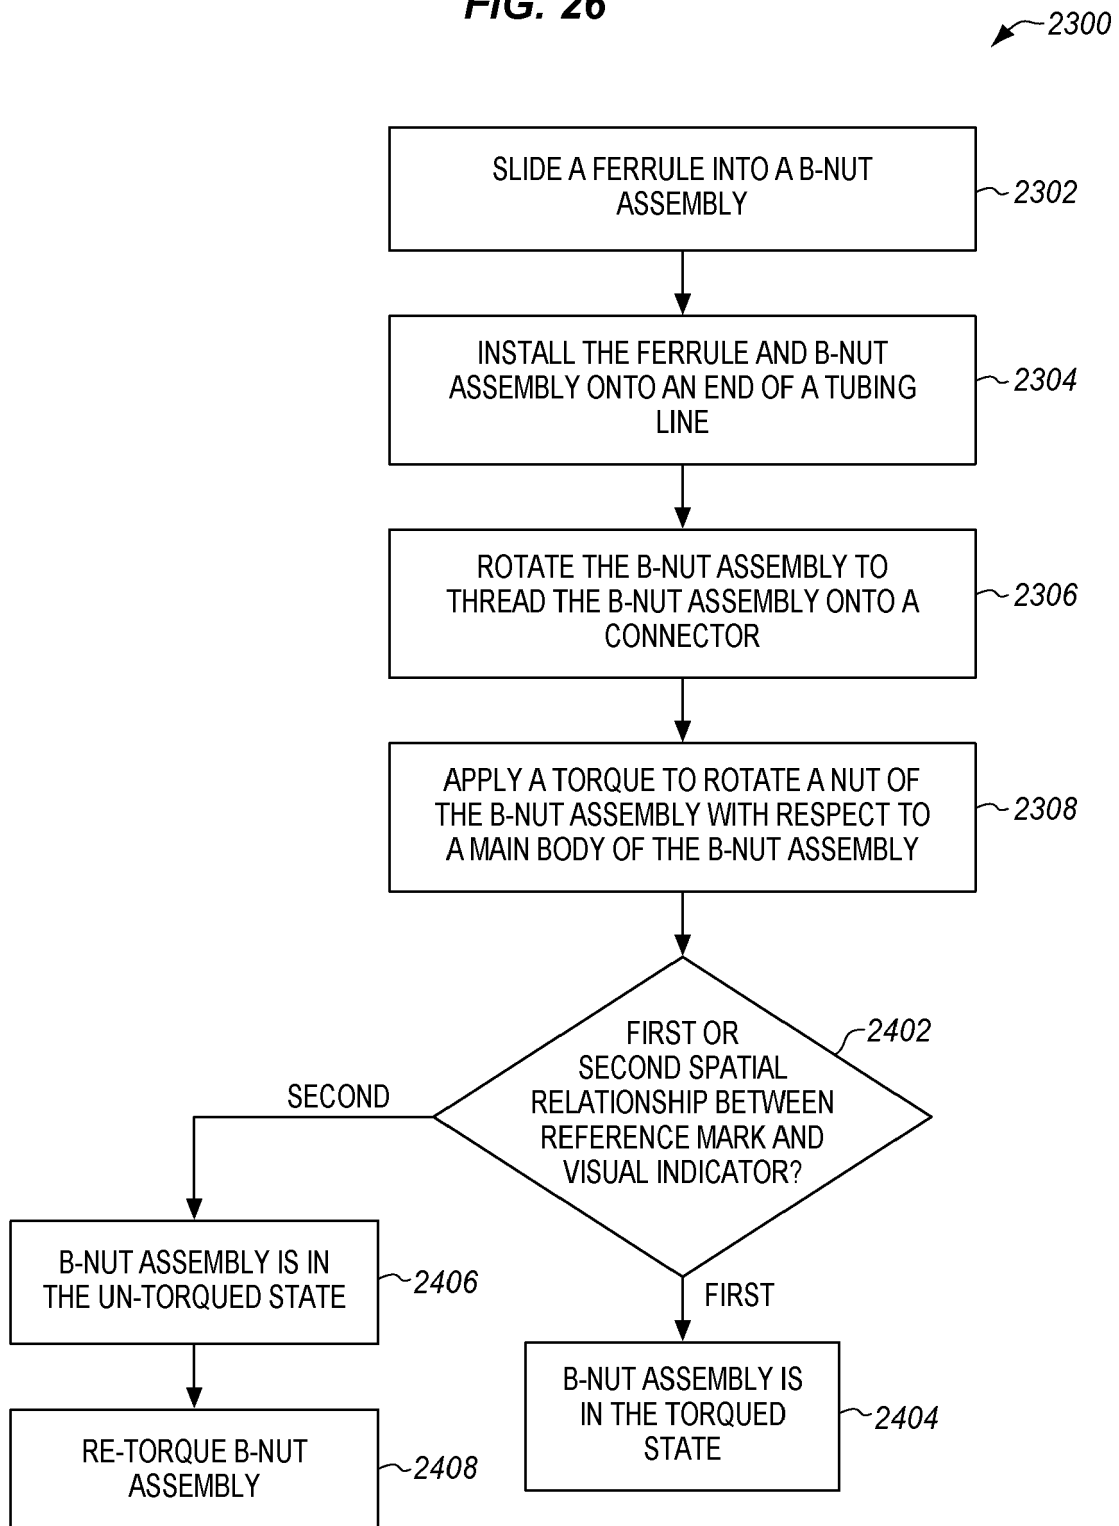 FIG. 26
2300
SLIDE A FERRULE INTO A B-NUT
ASSEMBLY
2302
INSTALL THE FERRULE AND B-NUT
ASSEMBLY ONTO AN END OF A TUBING
LINE
2304
ROTATE THE B-NUT ASSEMBLY TO
THREAD THE B-NUT ASSEMBLY ONTO A
CONNECTOR
2306
APPLY A TORQUE TO ROTATE A NUT OF
THE B-NUT ASSEMBLY WITH RESPECT TO
A MAIN BODY OF THE B-NUT ASSEMBLY
2308
FIRST OR
SECOND SPATIAL
RELATIONSHIP BETWEEN
REFERENCE MARK AND
VISUAL INDICATOR?
2402
SECOND
FIRST
B-NUT ASSEMBLY IS IN
THE UN-TORQUED STATE
2406
B-NUT ASSEMBLY IS
IN THE TORQUED
STATE
2404
RE-TORQUE B-NUT
ASSEMBLY
2408